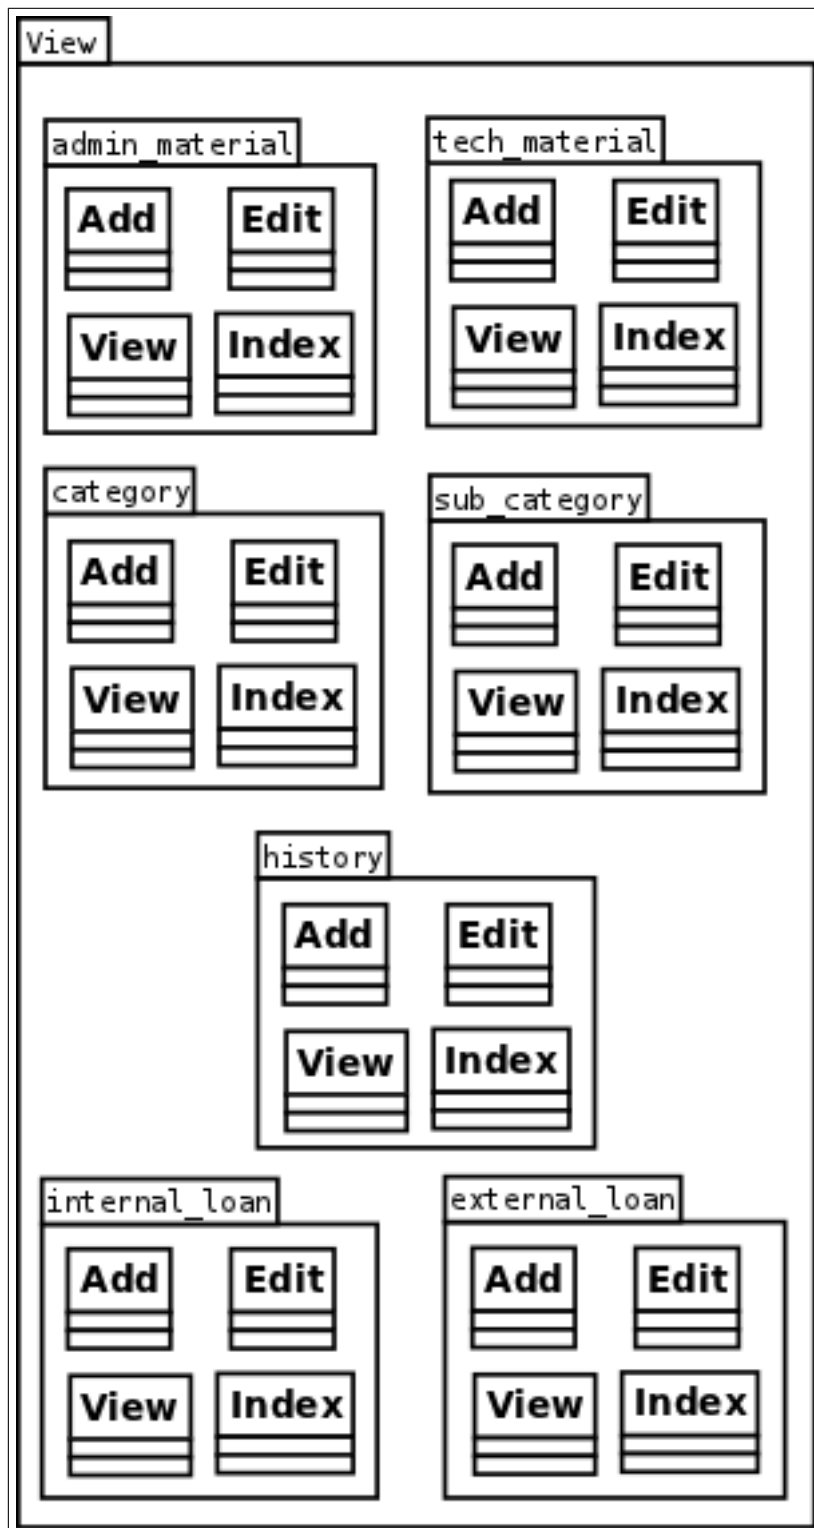 View
admin_material
Add Edit
View Index
tech_material
Add Edit
View Index
category
Add Edit
View Index
sub_category
Add Edit
View Index
history
Add Edit
View Index
internal_loan
Add Edit
View Index
external_loan
Add Edit
View Index